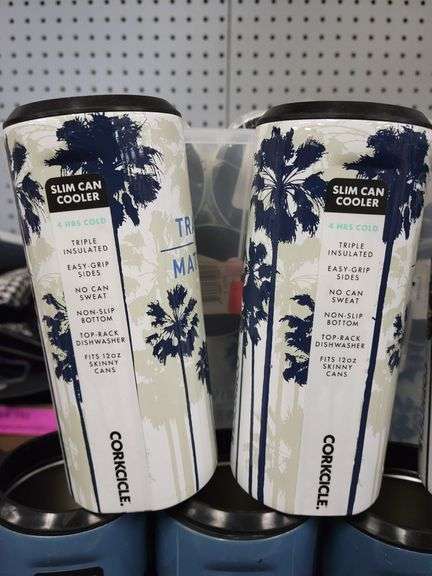 SLIM CAN
COOLER
4 HRS COLD
TRIPLE
INSULATED
EASY-GRIP
SIDES
NO CAN
SWEAT
NON-SLIP
BOTTOM
TOP-RACK
DISHWASHER
FITS 12oz
SKINNY
CANS
CORKCICLE.
TR
MA
SLIM CAN
COOLER
4 HRS COLD
TRIPLE
INSULATED
EASY-GRIP
SIDES
NO CAN
SWEAT
NON-SLIP
BOTTOM
TOP-RACK
DISHWASHER
FITS 12oz
SKINNY
CANS
CORKCICLE.